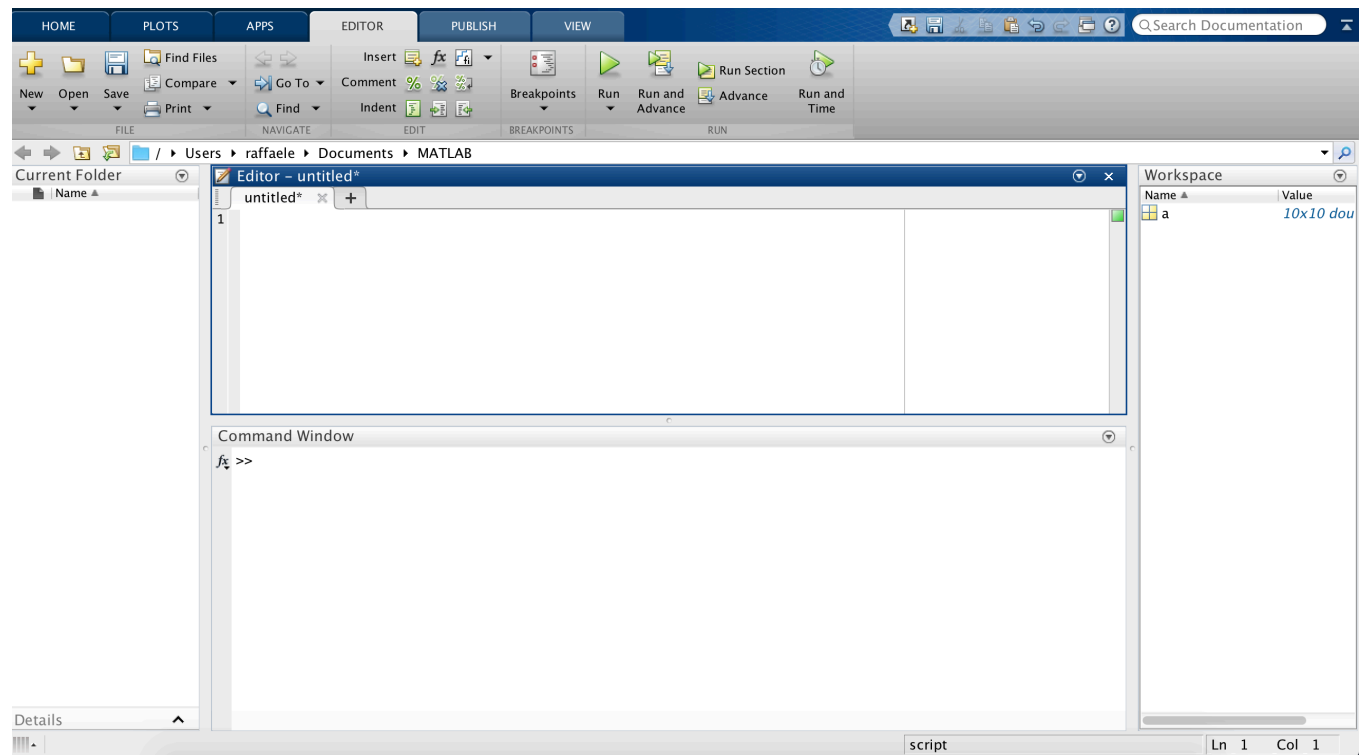 HOME PLOTS APPS EDITOR PUBLISH VIEW Search Documentation
Find Files Insert fx
New Open Save Compare Go To Comment % Breakpoints Run Run and Advance Run Section Advance Run and Time
Print Find Indent
FILE NAVIGATE EDIT BREAKPOINTS RUN
/ Users raffaele Documents MATLAB
Current Folder
Name
Editor – untitled*
untitled* +
1
Workspace
Name Value
a 10x10 dou
Command Window
fx >>
Details
script Ln 1 Col 1